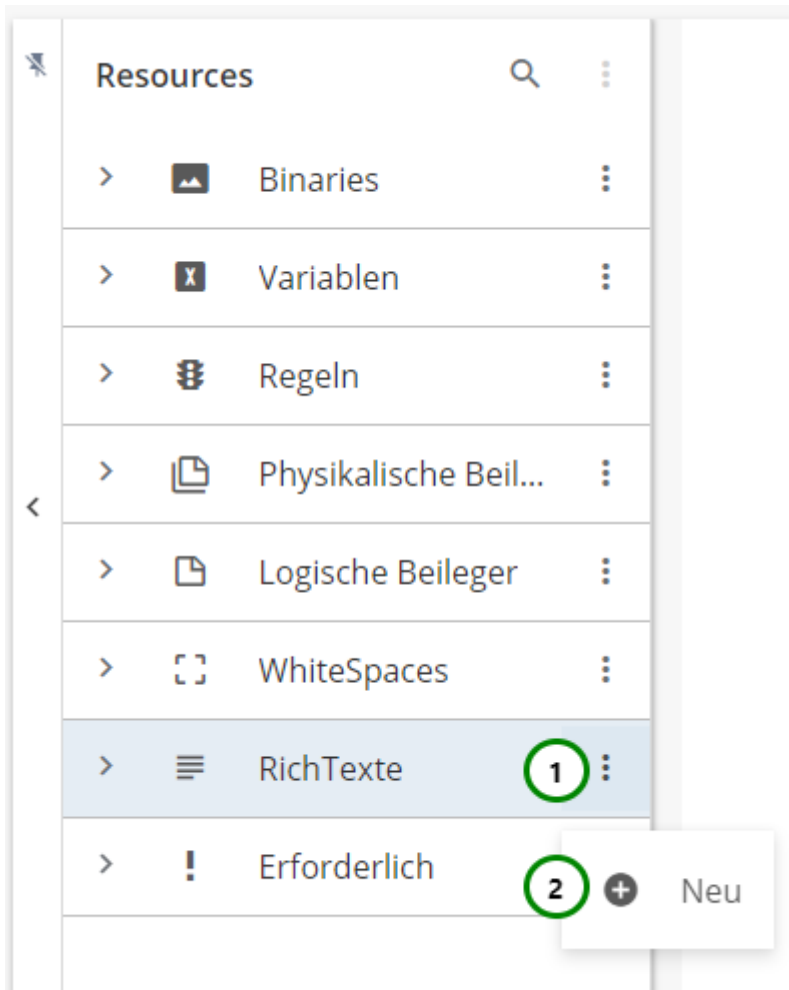 Resources
Binaries
Variablen
Regeln
Physikalische Beil...
Logische Beileger
WhiteSpaces
RichTexte
1
Erforderlich
2
Neu